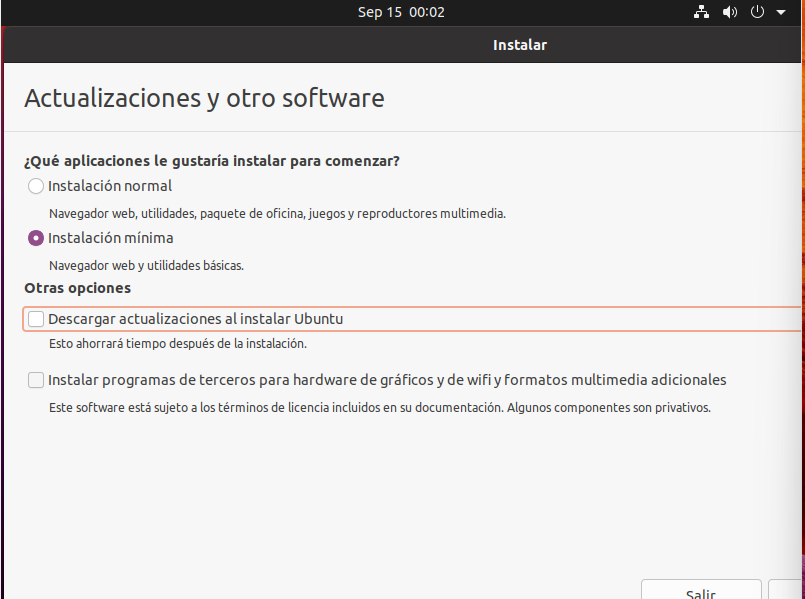 Sep 15 00:02
Instalar
Actualizaciones y otro software
¿Qué aplicaciones le gustaría instalar para comenzar?
Instalación normal
Navegador web, utilidades, paquete de oficina, juegos y reproductores multimedia.
Instalación mínima
Navegador web y utilidades básicas.
Otras opciones
Descargar actualizaciones al instalar Ubuntu
Esto ahorrará tiempo después de la instalación.
Instalar programas de terceros para hardware de gráficos y de wifi y formatos multimedia adicionales
Este software está sujeto a los términos de licencia incluidos en su documentación. Algunos componentes son privativos.
Salir